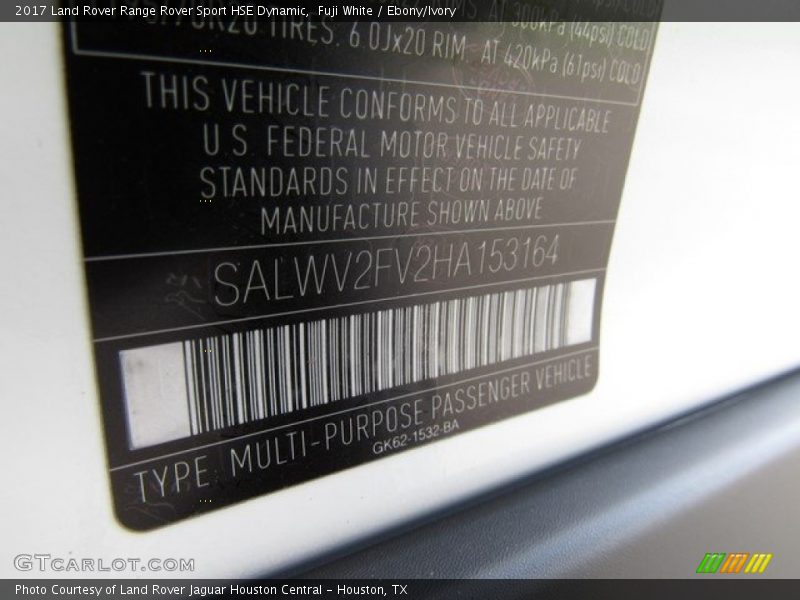 2017 Land Rover Range Rover Sport HSE Dynamic, Fuji White / Ebony/Ivory
AT 300kPa (44psi) COLD
TIRES. 6.0Jx20 RIM. AT 420kPa (61psi) COLD
THIS VEHICLE CONFORMS TO ALL APPLICABLE
U.S FEDERAL MOTOR VEHICLE SAFETY
STANDARDS IN EFFECT ON THE DATE OF
MANUFACTURE SHOWN ABOVE
SALWV2FV2HA153164
TYPE MULTI-PURPOSE PASSENGER VEHICLE
GK62-1532-BA
GTCARLOT.COM
Photo Courtesy of Land Rover Jaguar Houston Central - Houston, TX